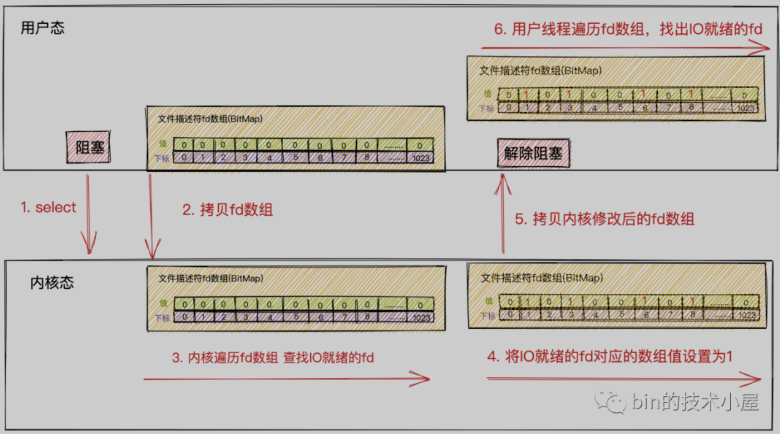 用户态
6. 用户线程遍历fd数组，找出IO就绪的fd
文件描述符fd数组(BitMap)
值 0 1 0 1 0 0 1 0 1 ........ 0
下标 0 1 2 3 4 5 6 7 8 ........ 1023
文件描述符fd数组(BitMap)
值 0 0 0 0 0 0 0 0 0 ........ 0
下标 0 1 2 3 4 5 6 7 8 ........ 1023
阻塞
解除阻塞
1. select
2. 拷贝fd数组
5. 拷贝内核修改后的fd数组
内核态
文件描述符fd数组(BitMap)
值 0 0 0 0 0 0 0 0 0 ........ 0
下标 0 1 2 3 4 5 6 7 8 ........ 1023
文件描述符fd数组(BitMap)
值 0 1 0 1 0 0 1 0 1 ........ 0
下标 0 1 2 3 4 5 6 7 8 ........ 1023
3. 内核遍历fd数组 查找IO就绪的fd
4. 将IO就绪的fd对应的数组值设置为1
bin的技术小屋